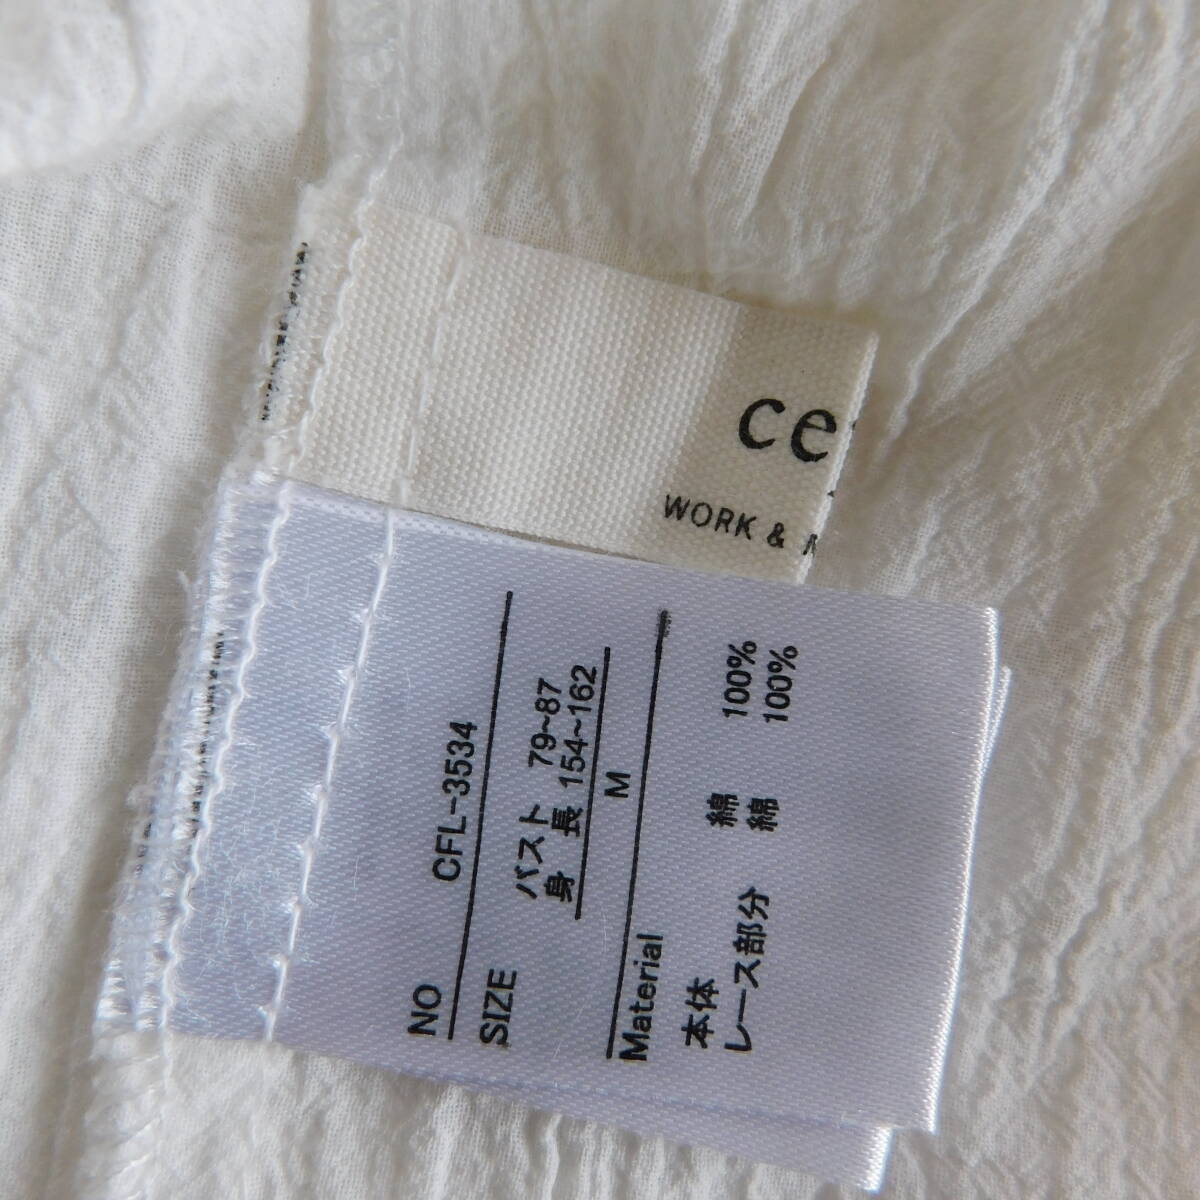 ce
WORK &
NO CFL-3534
SIZE バスト 79~87
身 長 154~162
M
Material
本体 綿 100%
レース部分 綿 100%